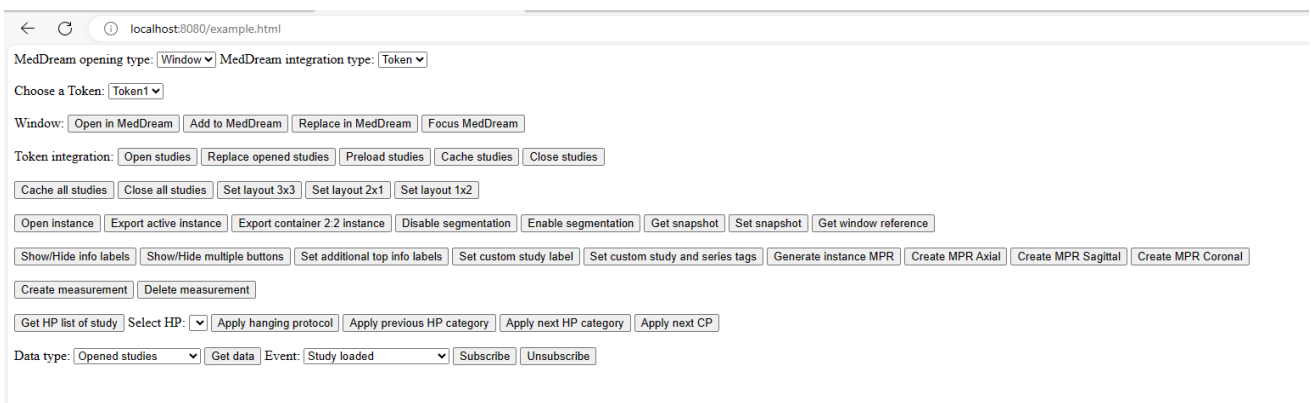 localhost:8080/example.html
MedDream opening type: Window MedDream integration type: Token
Choose a Token: Token1
Window: Open in MedDream Add to MedDream Replace in MedDream Focus MedDream
Token integration: Open studies Replace opened studies Preload studies Cache studies Close studies
Cache all studies Close all studies Set layout 3x3 Set layout 2x1 Set layout 1x2
Open instance Export active instance Export container 2:2 instance Disable segmentation Enable segmentation Get snapshot Set snapshot Get window reference
Show/Hide info labels Show/Hide multiple buttons Set additional top info labels Set custom study label Set custom study and series tags Generate instance MPR Create MPR Axial Create MPR Sagittal Create MPR Coronal
Create measurement Delete measurement
Get HP list of study Select HP: Apply hanging protocol Apply previous HP category Apply next HP category Apply next CP
Data type: Opened studies Get data Event: Study loaded Subscribe Unsubscribe